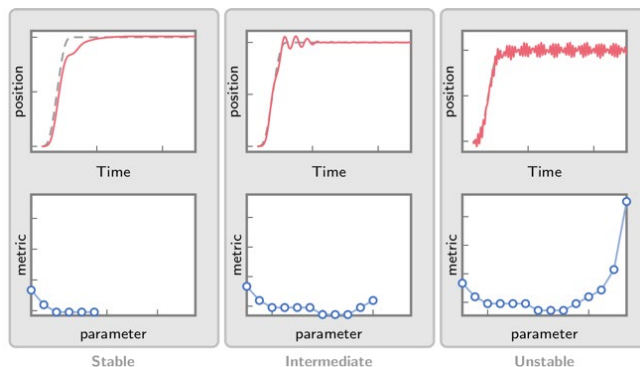 position
Time
metric
parameter
Stable
position
Time
metric
parameter
Intermediate
position
Time
metric
parameter
Unstable